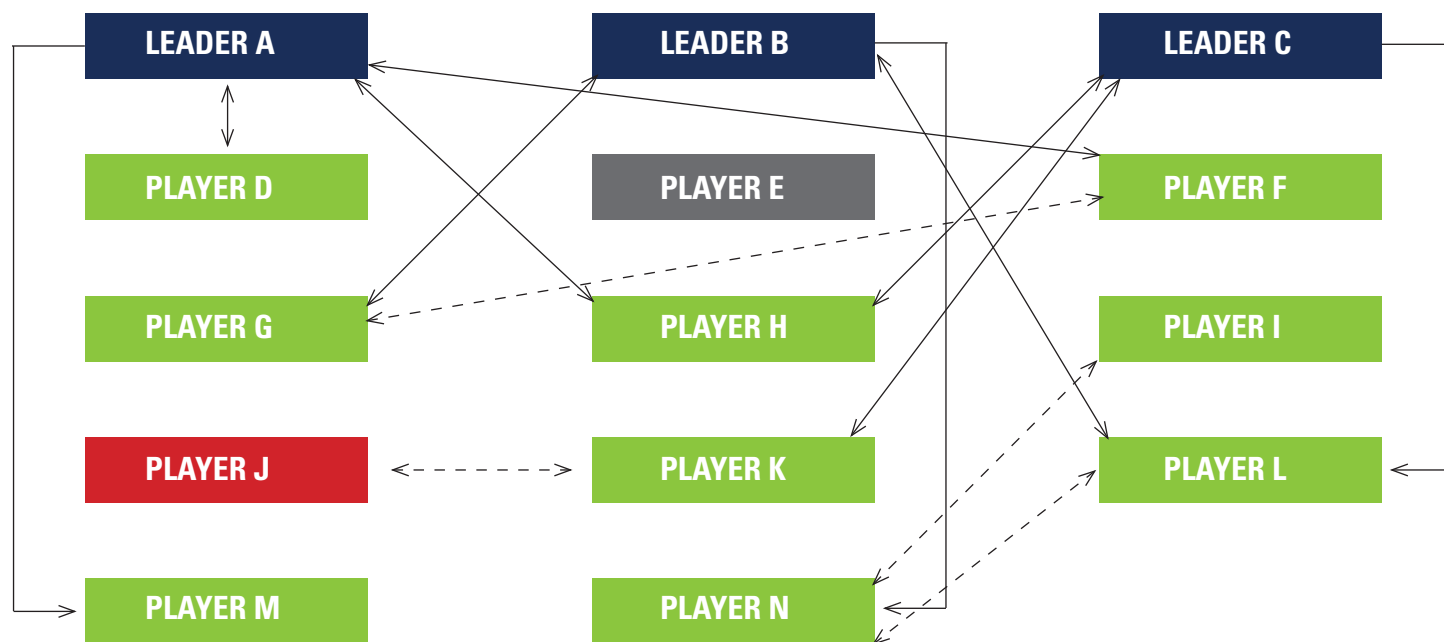 LEADER A
LEADER B
LEADER C
PLAYER D
PLAYER E
PLAYER F
PLAYER G
PLAYER H
PLAYER I
PLAYER J
PLAYER K
PLAYER L
PLAYER M
PLAYER N